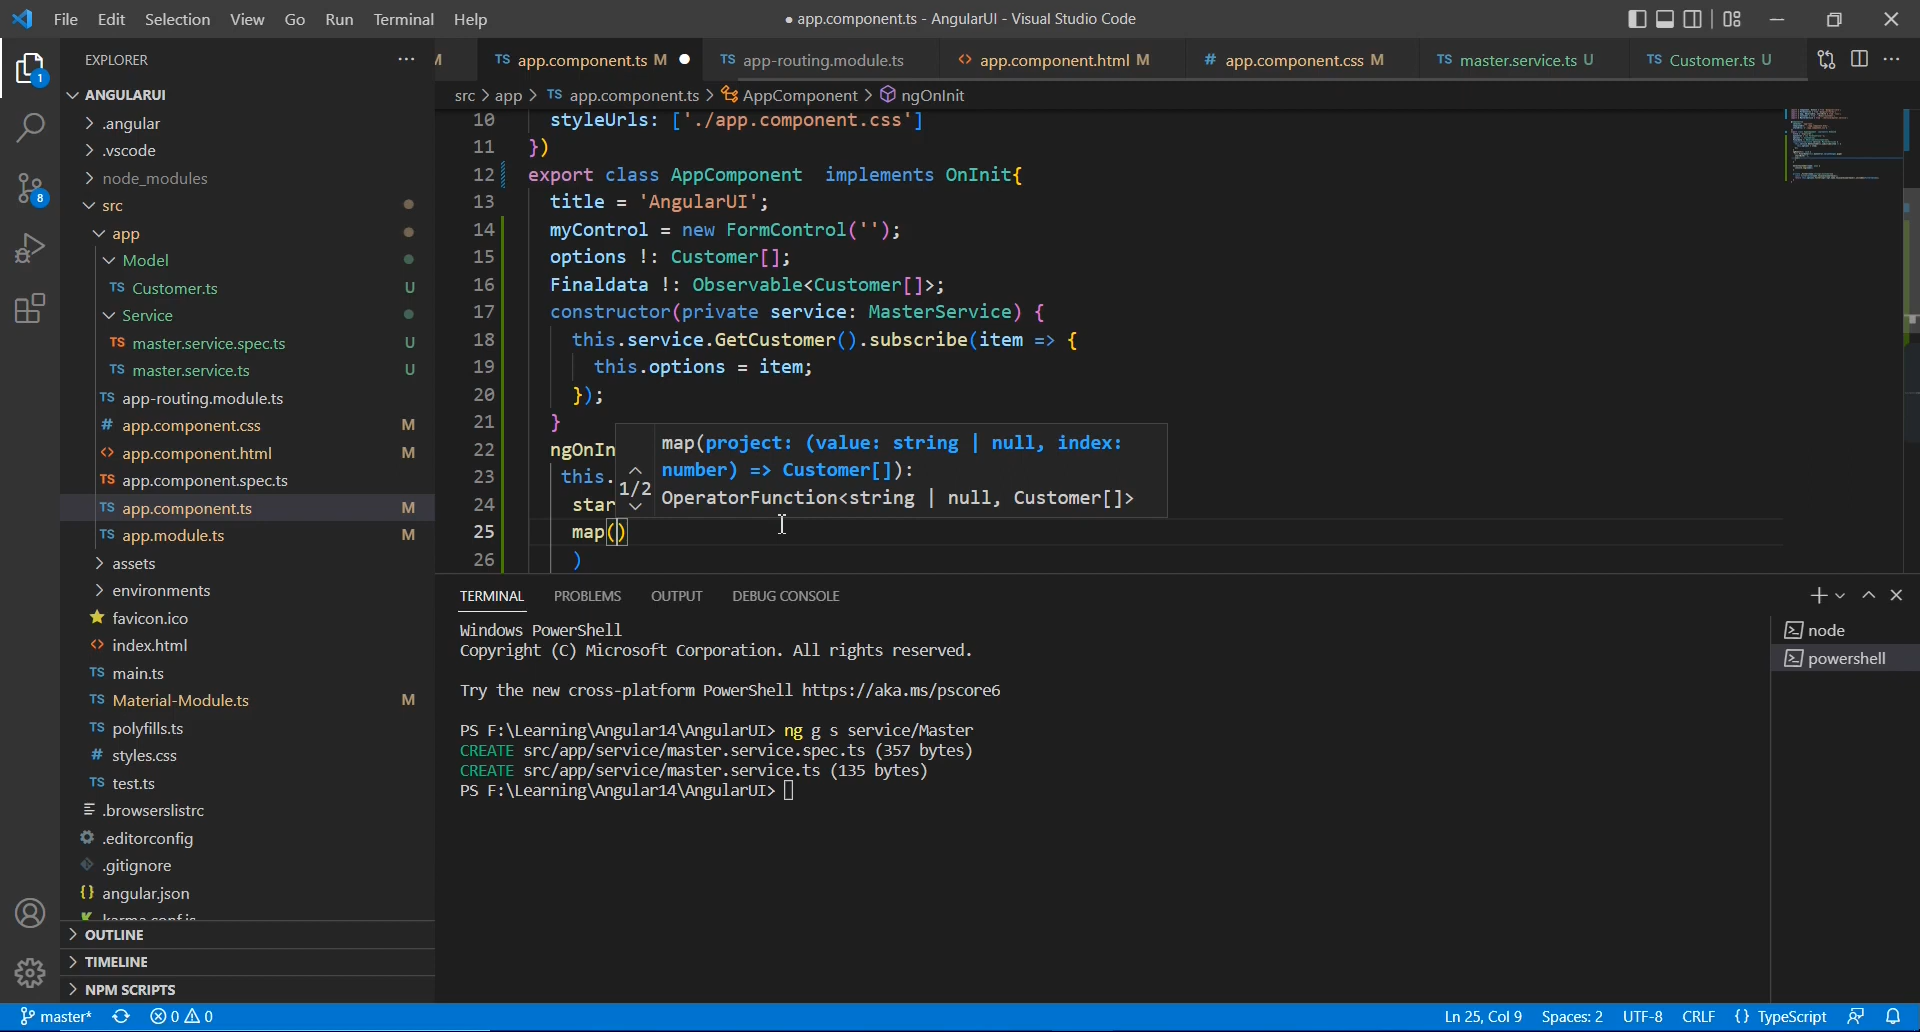 File Edit Selection View Go Run Terminal Help
● app.component.ts - AngularUI - Visual Studio Code
EXPLORER ···
1
8
ANGULARUI
.angular
.vscode
node_modules
src
app
Model
Customer.ts U
Service
TS master.service.spec.ts U
TS master.service.ts U
TS app-routing.module.ts
# app.component.css M
<> app.component.html M
TS app.component.spec.ts
TS app.component.ts M
TS app.module.ts M
assets
environments
favicon.ico
<> index.html
TS main.ts
TS Material-Module.ts M
TS polyfills.ts
# styles.css
TS test.ts
.browserslistrc
.editorconfig
.gitignore
{} angular.json
OUTLINE
TIMELINE
NPM SCRIPTS
M TS app.component.ts M ● TS app-routing.module.ts <> app.component.html M # app.component.css M TS master.service.ts U TS Customer.ts U
src > app > TS app.component.ts > AppComponent > ngOnInit
10 styleUrls: ['./app.component.css']
11 })
12 export class AppComponent  implements OnInit{
13 title = 'AngularUI';
14 myControl = new FormControl('');
15 options !: Customer[];
16 Finaldata !: Observable<Customer[]>;
17 constructor(private service: MasterService) {
18 this.service.GetCustomer().subscribe(item => {
19 this.options = item;
20 });
21 }
22 ngOnIn
23 this.
24 star
25 map()
26 )
map(project: (value: string | null, index:
1/2 number) => Customer[]):
OperatorFunction<string | null, Customer[]>
TERMINAL PROBLEMS OUTPUT DEBUG CONSOLE
Windows PowerShell
Copyright (C) Microsoft Corporation. All rights reserved.
Try the new cross-platform PowerShell https://aka.ms/pscore6
PS F:\Learning\Angular14\AngularUI> ng g s service/Master
CREATE src/app/service/master.service.spec.ts (357 bytes)
CREATE src/app/service/master.service.ts (135 bytes)
PS F:\Learning\Angular14\AngularUI>
node
powershell
master* 0 0
Ln 25, Col 9 Spaces: 2 UTF-8 CRLF {} TypeScript